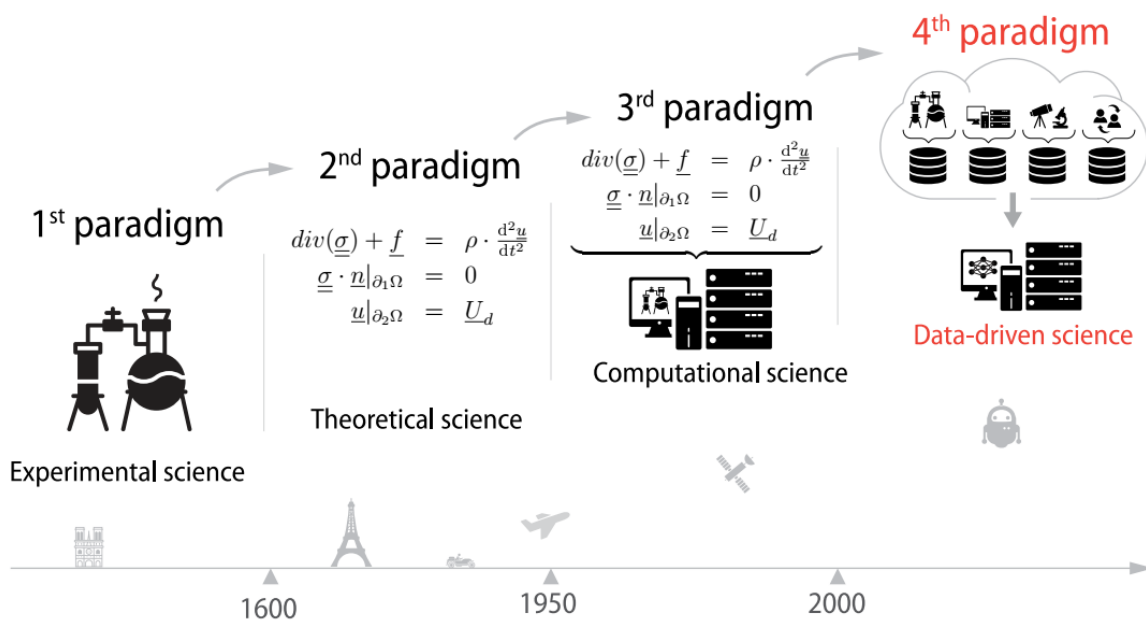 1st paradigm
Experimental science
2nd paradigm
div(σ) + f = ρ · d²u/dt²
σ · n|∂₁Ω = 0
u|∂₂Ω = U_d
Theoretical science
3rd paradigm
div(σ) + f = ρ · d²u/dt²
σ · n|∂₁Ω = 0
u|∂₂Ω = U_d
Computational science
4th paradigm
Data-driven science
1600
1950
2000